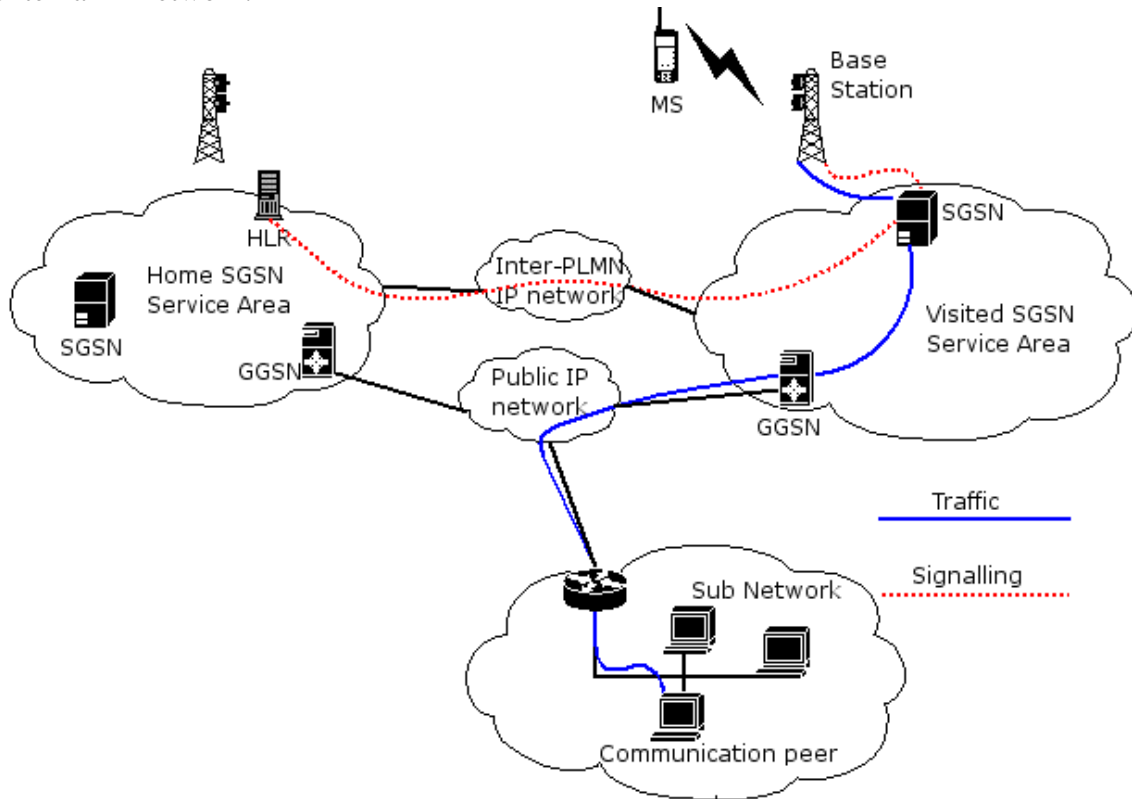 MS
Base
Station
HLR
SGSN
Home SGSN
Service Area
Inter-PLMN
IP network
SGSN
Visited SGSN
Service Area
GGSN
Public IP
network
GGSN
Traffic
Signalling
Sub Network
Communication peer